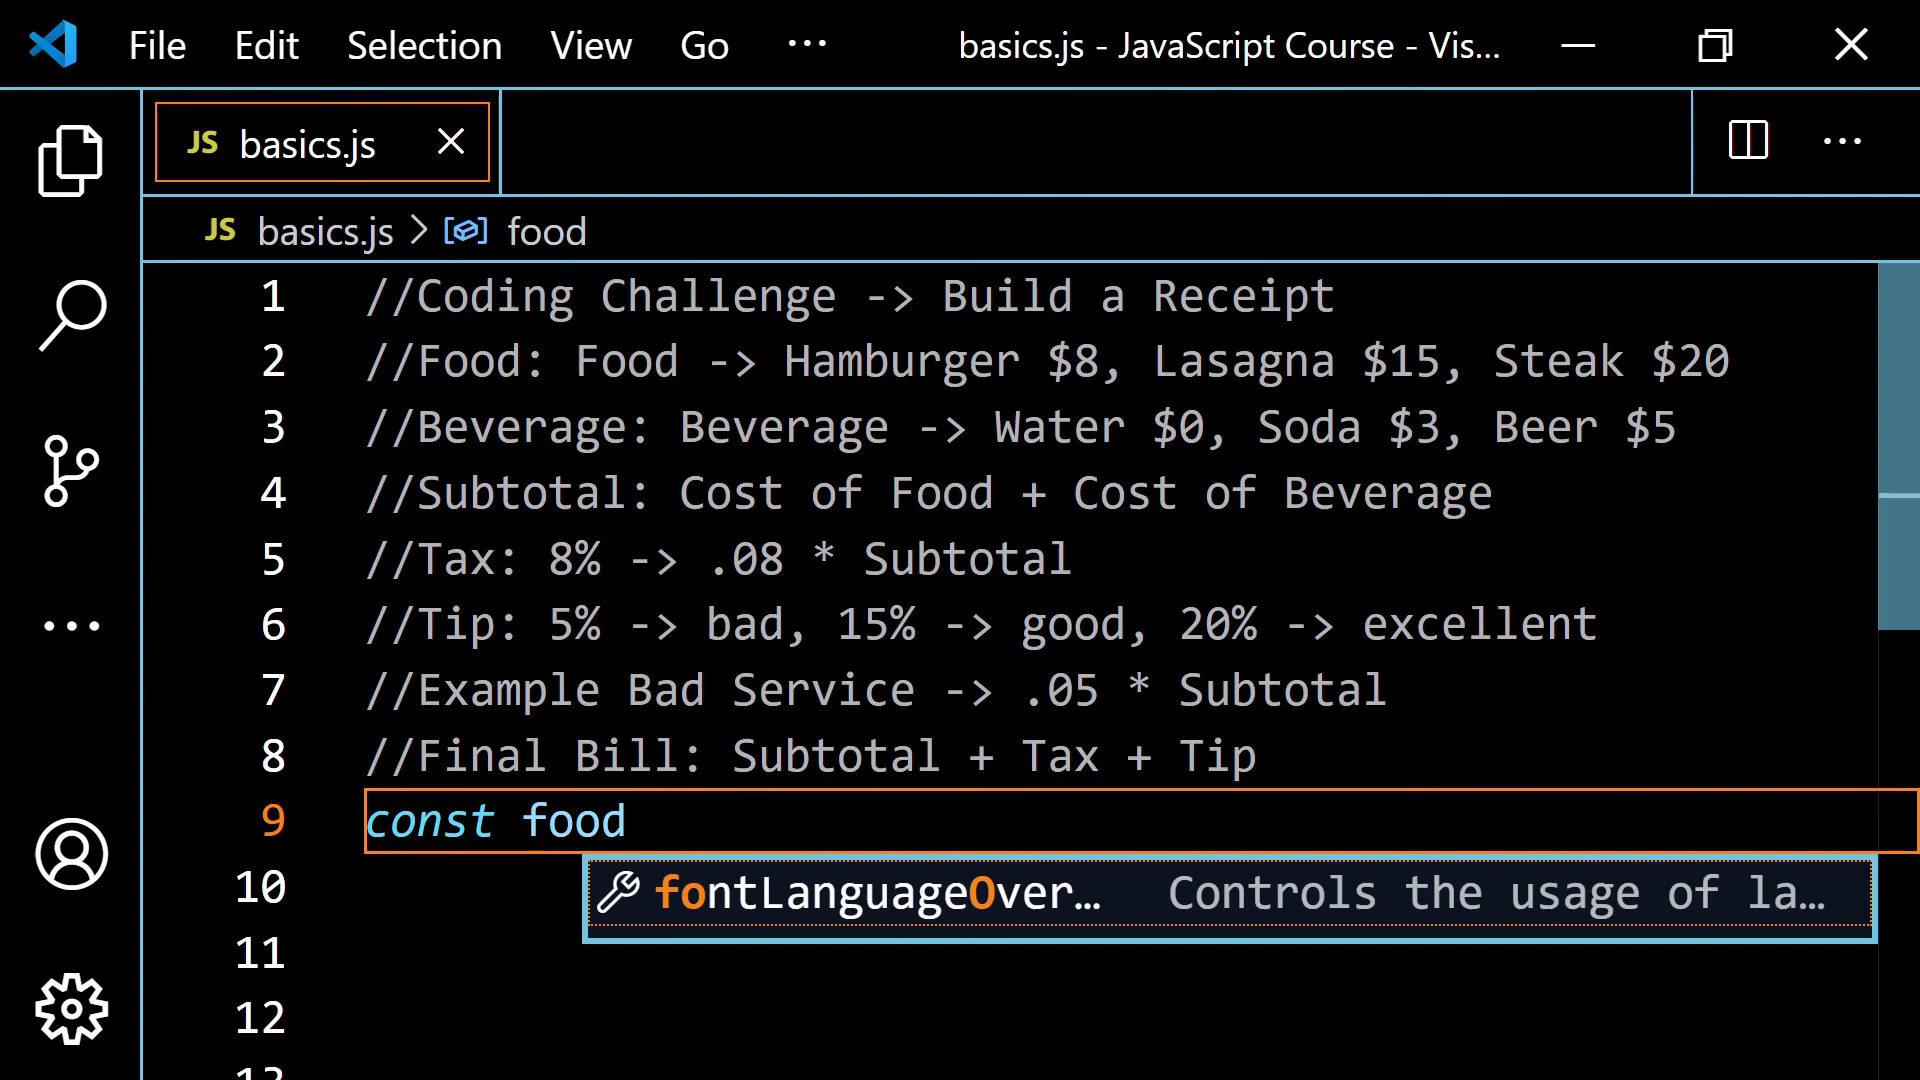 File Edit Selection View Go ... basics.js - JavaScript Course - Vis...
JS basics.js
JS basics.js > food
1 //Coding Challenge -> Build a Receipt
2 //Food: Food -> Hamburger $8, Lasagna $15, Steak $20
3 //Beverage: Beverage -> Water $0, Soda $3, Beer $5
4 //Subtotal: Cost of Food + Cost of Beverage
5 //Tax: 8% -> .08 * Subtotal
6 //Tip: 5% -> bad, 15% -> good, 20% -> excellent
7 //Example Bad Service -> .05 * Subtotal
8 //Final Bill: Subtotal + Tax + Tip
9 const food
10 fontLanguageOver... Controls the usage of la...
11
12